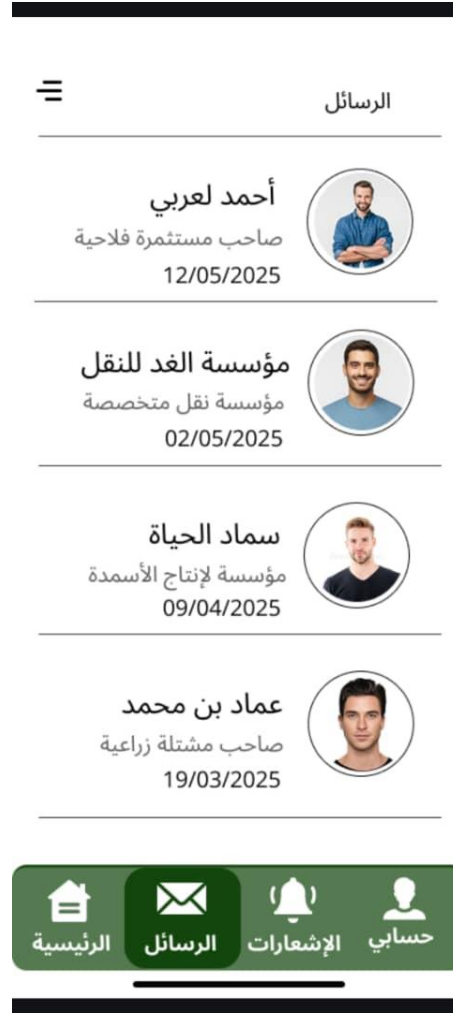 الرسائل
أحمد لعربي
صاحب مستثمرة فلاحية
12/05/2025
مؤسسة الغد للنقل
مؤسسة نقل متخصصة
02/05/2025
سماد الحياة
مؤسسة لإنتاج الأسمدة
09/04/2025
عماد بن محمد
صاحب مشتلة زراعية
19/03/2025
حسابي الإشعارات الرسائل الرئيسية